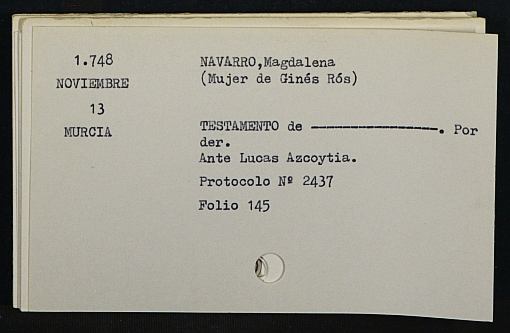 1.748
NOVIEMBRE
13
MURCIA
NAVARRO,Magdalena
(Mujer de Ginés Rós)
TESTAMENTO de ----------------. Por
der.
Ante Lucas Azcoytia.
Protocolo Nº 2437
Folio 145